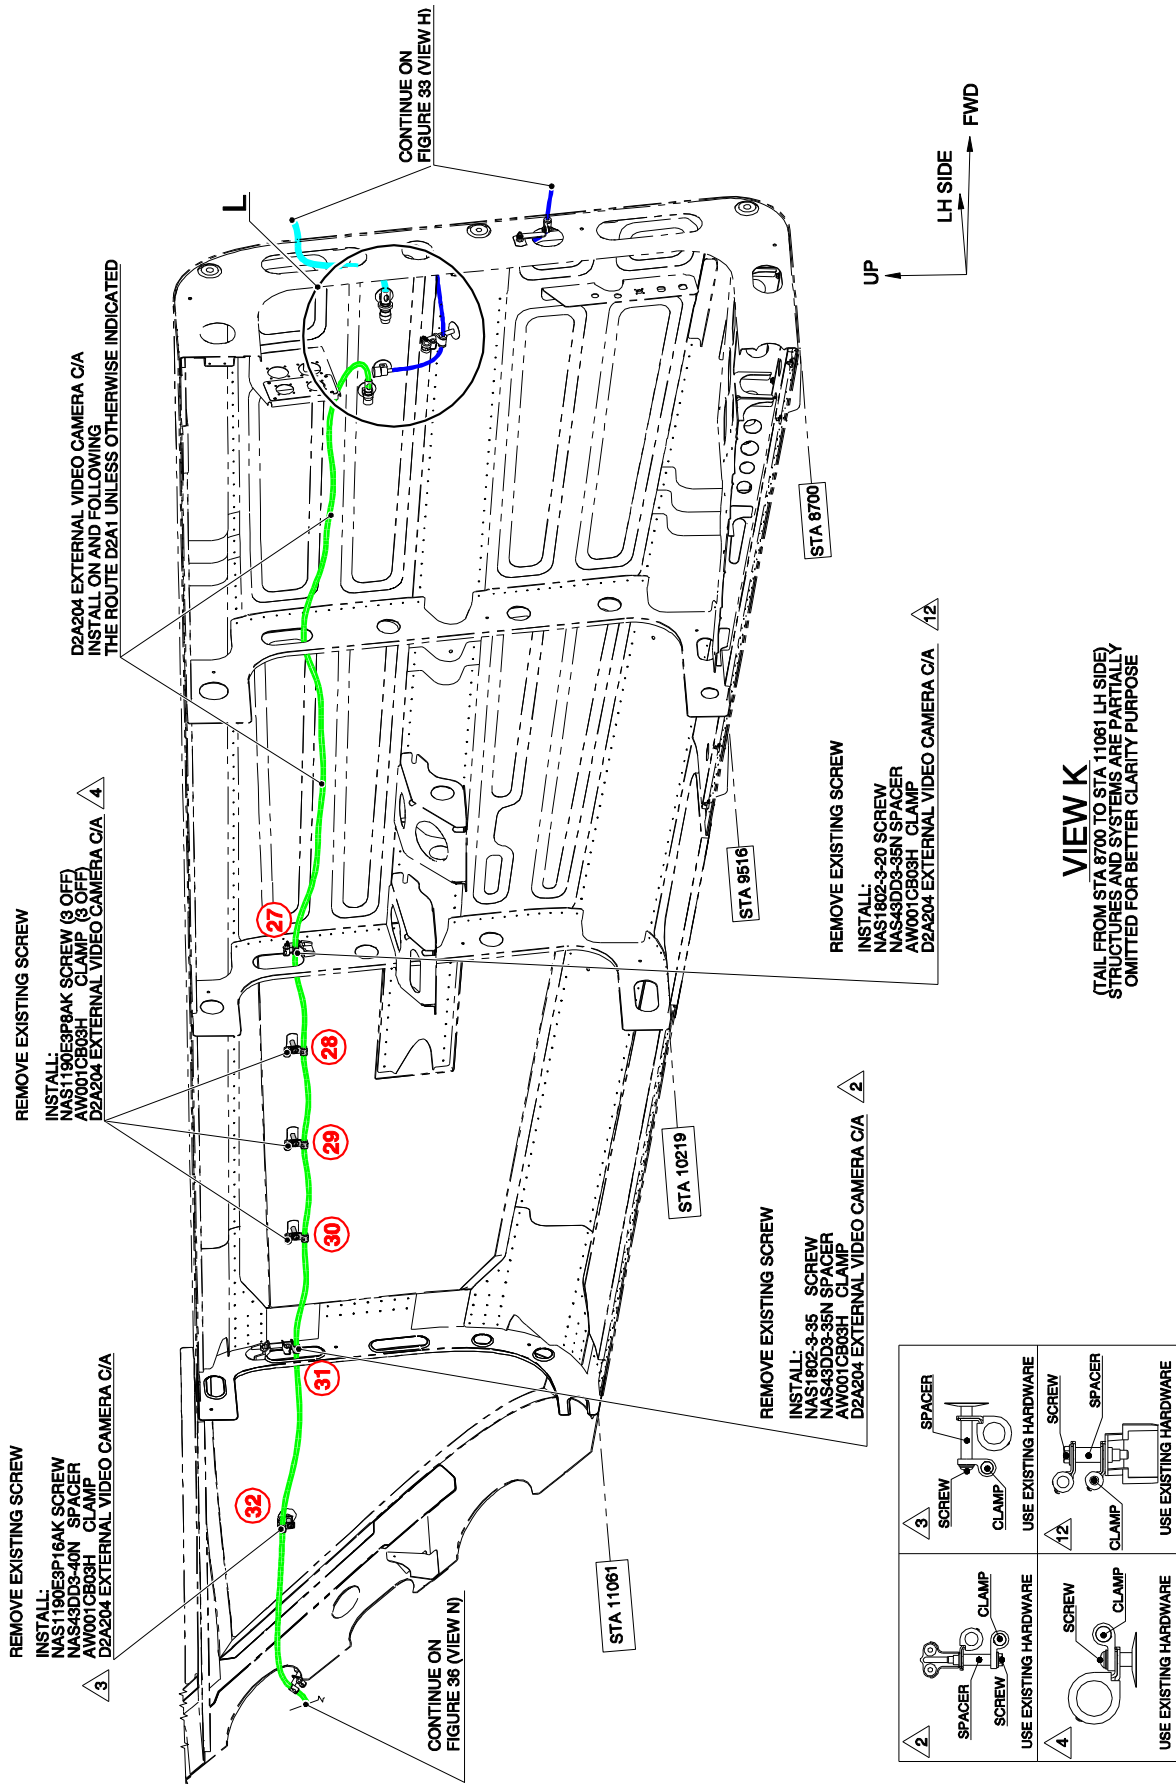 REMOVE EXISTING SCREW
INSTALL:
NAS1190E3P16AK SCREW
NAS43DD3-40N SPACER
AW001CB03H CLAMP
D2A204 EXTERNAL VIDEO CAMERA C/A
3
REMOVE EXISTING SCREW
INSTALL:
NAS1190E3P8AK SCREW (3 OFF)
AW001CB03H CLAMP (3 OFF)
D2A204 EXTERNAL VIDEO CAMERA C/A
4
D2A204 EXTERNAL VIDEO CAMERA C/A
INSTALL ON AND FOLLOWING
THE ROUTE D2A1 UNLESS OTHERWISE INDICATED
L
CONTINUE ON
FIGURE 33 (VIEW H)
32
31
30
29
28
27
CONTINUE ON
FIGURE 36 (VIEW N)
STA 11061
STA 10219
STA 9516
STA 8700
UP
LH SIDE
FWD
REMOVE EXISTING SCREW
INSTALL:
NAS1802-3-35 SCREW
NAS43DD3-35N SPACER
AW001CB03H CLAMP
D2A204 EXTERNAL VIDEO CAMERA C/A
2
REMOVE EXISTING SCREW
INSTALL:
NAS1802-3-20 SCREW
NAS43DD3-35N SPACER
AW001CB03H CLAMP
D2A204 EXTERNAL VIDEO CAMERA C/A
12
2
SPACER
SCREW
CLAMP
USE EXISTING HARDWARE
3
SCREW
SPACER
CLAMP
USE EXISTING HARDWARE
4
SCREW
CLAMP
USE EXISTING HARDWARE
12
SCREW
SPACER
CLAMP
USE EXISTING HARDWARE
VIEW K
(TAIL FROM STA 8700 TO STA 11061 LH SIDE)
STRUCTURES AND SYSTEMS ARE PARTIALLY
OMITTED FOR BETTER CLARITY PURPOSE